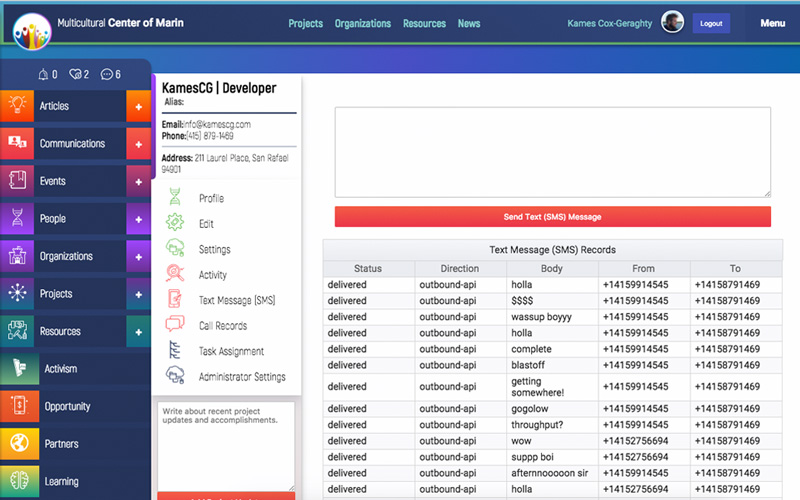 Multicultural Center of Marin
Projects Organizations Resources News
Kames Cox-Geraghty Logout Menu
0 2 6
Articles +
Communications +
Events +
People +
Organizations +
Projects +
Resources +
Activism
Opportunity
Partners
Learning
KamesCG | Developer
Alias:
Email:info@kamescg.com
Phone:(415) 879-1469
Address: 211 Laurel Place, San Rafael
94901
Profile
Edit
Settings
Activity
Text Message (SMS)
Call Records
Task Assignment
Administrator Settings
Write about recent project
updates and accomplishments.
Send Text (SMS) Message
Text Message (SMS) Records
Status Direction Body From To
delivered outbound-api holla +14159914545 +14158791469
delivered outbound-api $$$$ +14159914545 +14158791469
delivered outbound-api wassup boyyy +14159914545 +14158791469
delivered outbound-api holla +14159914545 +14158791469
delivered outbound-api complete +14159914545 +14158791469
delivered outbound-api blastoff +14159914545 +14158791469
delivered outbound-api getting somewhere! +14159914545 +14158791469
delivered outbound-api gogolow +14159914545 +14158791469
delivered outbound-api throughput? +14159914545 +14158791469
delivered outbound-api wow +14152756694 +14158791469
delivered outbound-api suppp boi +14152756694 +14158791469
delivered outbound-api afternnooooon sir +14159914545 +14158791469
delivered outbound-api holla +14152756694 +14158791469